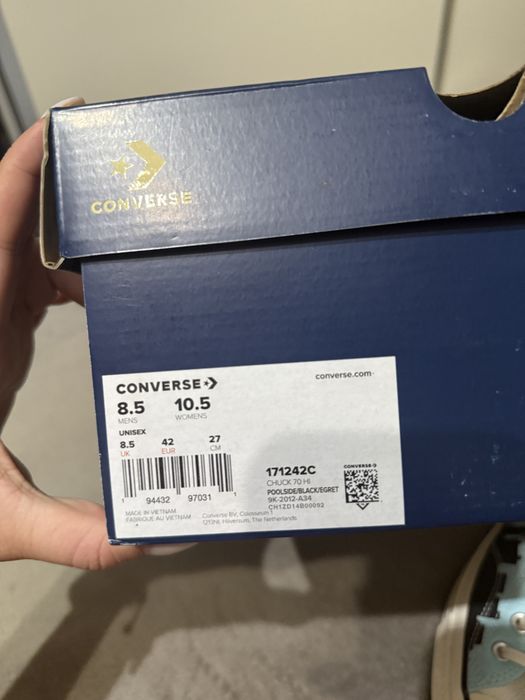 CONVERSE
CONVERSE
converse.com
8.5 10.5
MENS WOMENS
UNISEX
8.5 42 27
UK EUR CM
1 94432 97031 1
171242C
CHUCK 70 HI
POOLSIDE/BLACK/EGRET
9K-2012-A34
CH1ZD14B00092
CONVERSE
MADE IN VIETNAM
FABRIQUÉ AU VIETNAM
Converse BV, Colosseum 1
1213NL Hilversum, The Netherlands